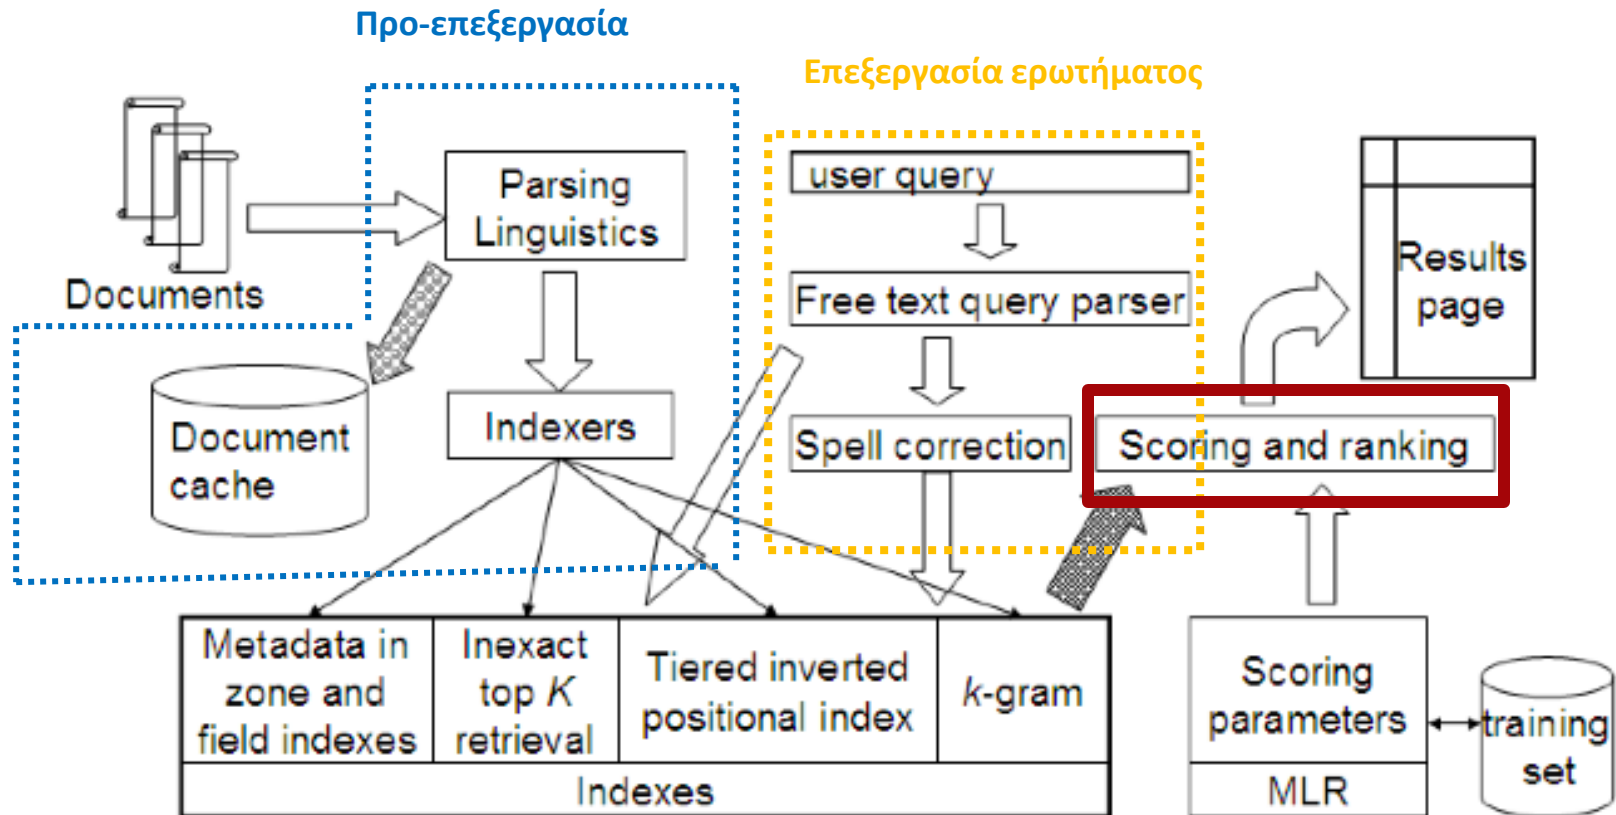 Προ-επεξεργασία
Επεξεργασία ερωτήματος
Documents
Parsing
Linguistics
user query
Free text query parser
Results
page
Document
cache
Indexers
Spell correction
Scoring and ranking
Metadata in
zone and
field indexes
Inexact
top K
retrieval
Tiered inverted
positional index
k-gram
Indexes
Scoring
parameters
MLR
training
set